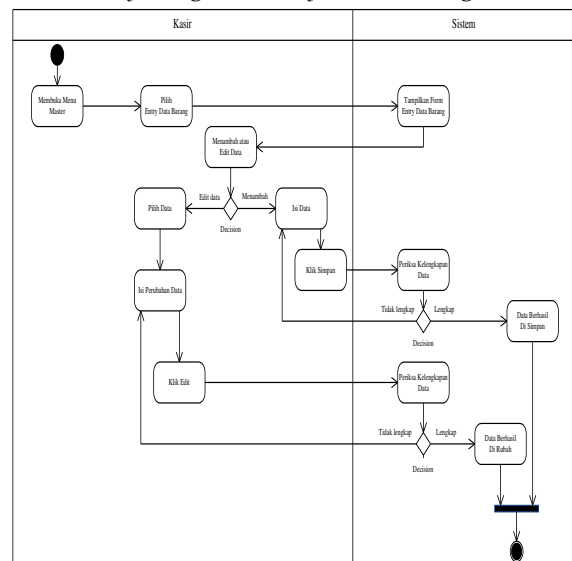 Kasir
Sistem
Membuka Menu
Master
Pilih
Entry Data Barang
Tampilkan Form
Entry Data Barang
Menambah atau
Edit Data
Edit data
Menambah
Pilih Data
Isi Data
Decision
Klik Simpan
Periksa Kelengkapan
Data
Isi Perubahan Data
Tidak lengkap
Lengkap
Data Berhasil
Di Simpan
Decision
Klik Edit
Periksa Kelengkapan
Data
Tidak lengkap
Lengkap
Data Berhasil
Di Rubah
Decision